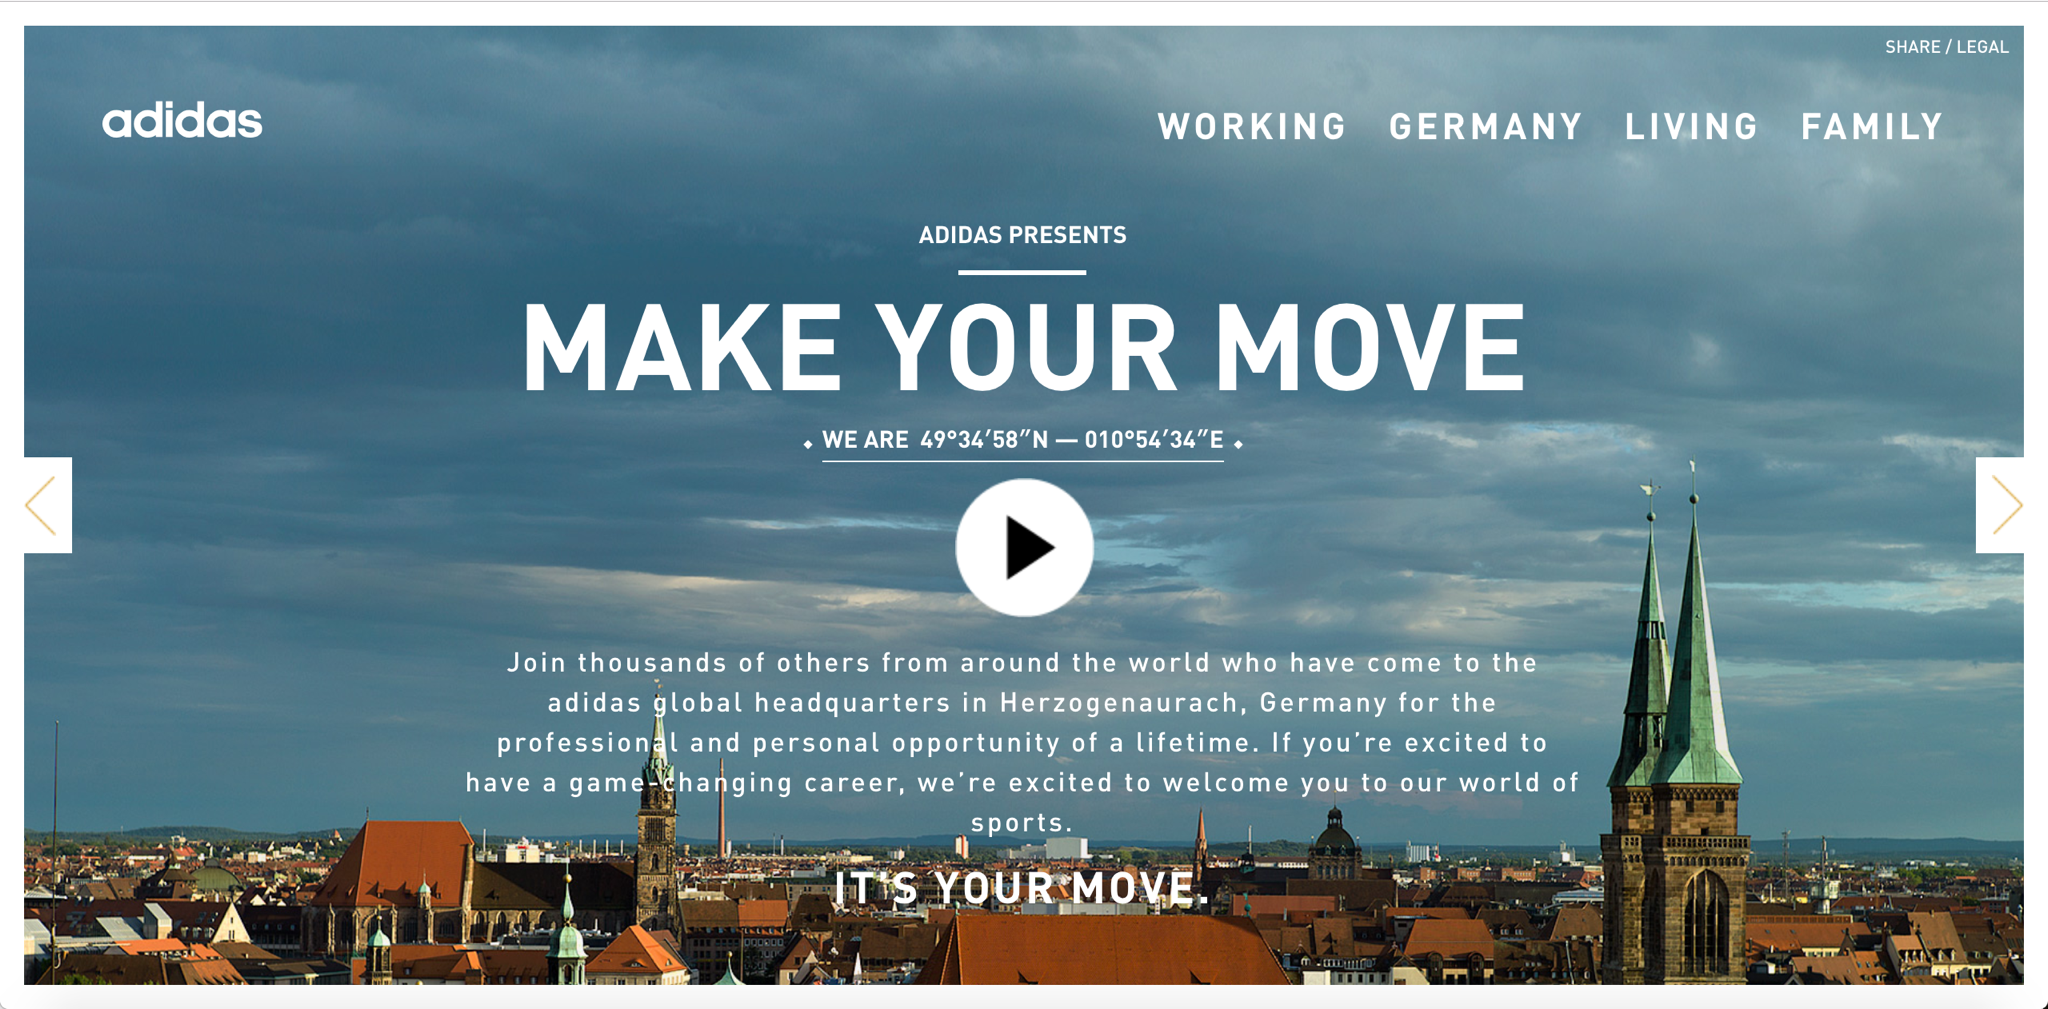 SHARE / LEGAL
adidas
WORKING GERMANY LIVING FAMILY
ADIDAS PRESENTS
MAKE YOUR MOVE
WE ARE 49°34′58″N — 010°54′34″E
Join thousands of others from around the world who have come to the
adidas global headquarters in Herzogenaurach, Germany for the
professional and personal opportunity of a lifetime. If you’re excited to
have a game-changing career, we’re excited to welcome you to our world of
sports.
IT'S YOUR MOVE.